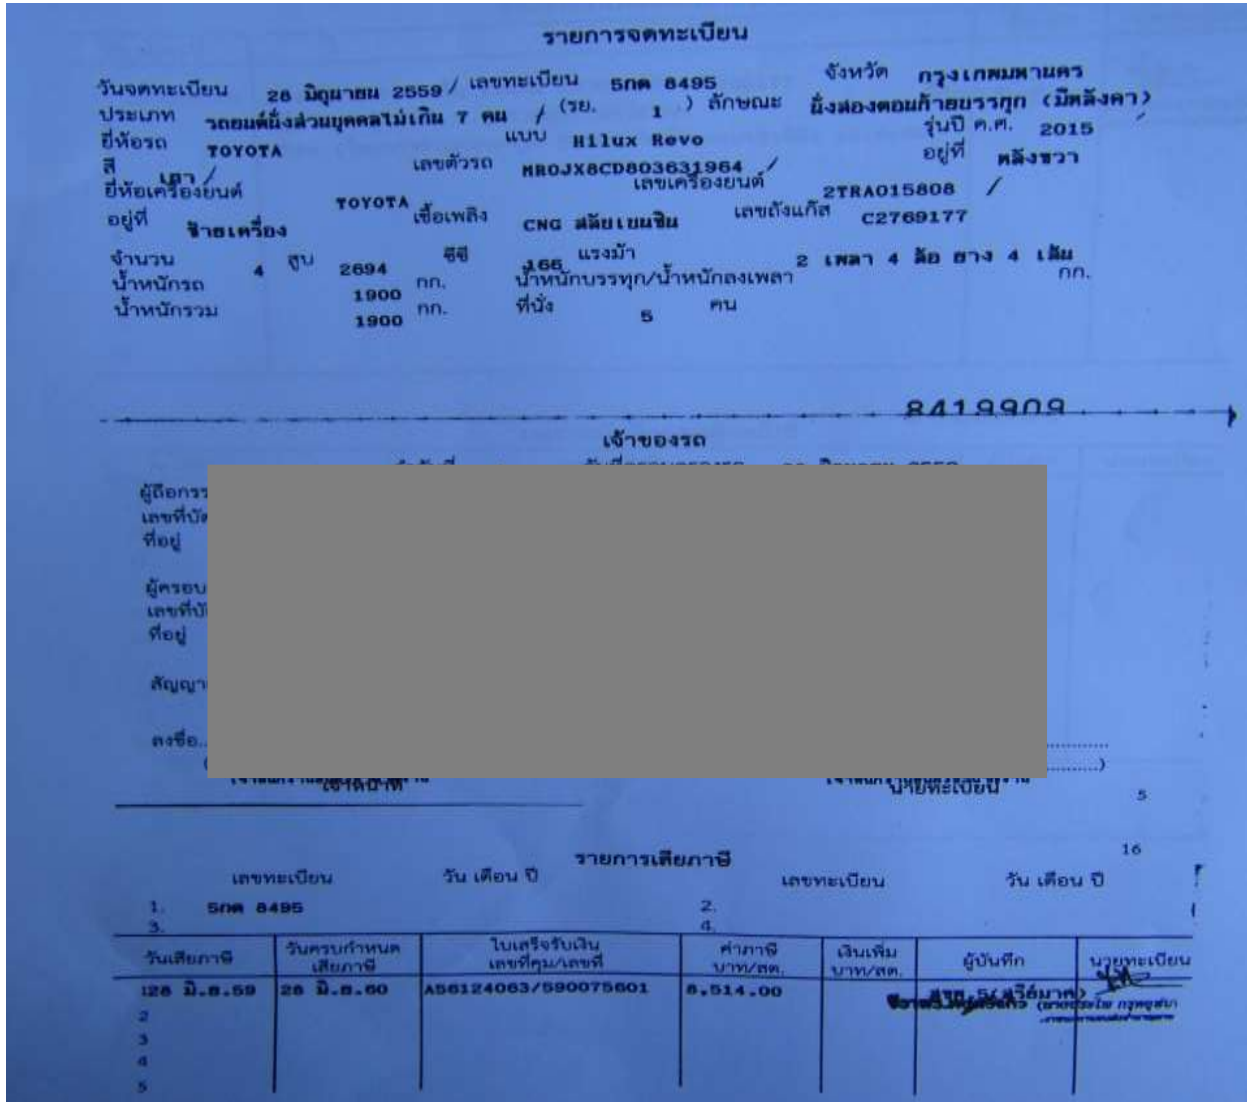 รายการจดทะเบียน
วันจดทะเบียน 28 มิถุนายน 2559 / เลขทะเบียน 5กต 8495 จังหวัด กรุงเทพมหานคร
ประเภท รถยนต์นั่งส่วนบุคคลไม่เกิน 7 คน / (รย. 1 ) ลักษณะ นั่งสองตอนท้ายบรรทุก (มีหลังคา)
ยี่ห้อรถ TOYOTA แบบ Hilux Revo รุ่นปี ค.ศ. 2015
สี เทา / เลขตัวรถ MR0JX8CD803631964 / อยู่ที่ หลังขวา
ยี่ห้อเครื่องยนต์ TOYOTA เลขเครื่องยนต์ 2TRA015808 /
อยู่ที่ ซ้ายเครื่อง เชื้อเพลิง CNG สลับเบนซิน เลขถังแก๊ส C2769177
จำนวน 4 สูบ 2694 ซีซี 166 แรงม้า 2 เพลา 4 ล้อ ยาง 4 เส้น
น้ำหนักรถ 1900 กก. น้ำหนักบรรทุก/น้ำหนักลงเพลา กก.
น้ำหนักรวม 1900 กก. ที่นั่ง 5 คน
8419909
เจ้าของรถ
ที่อยู่
ที่อยู่
ลงชื่อ
เจ้าหน้าที่ นายทะเบียน
5
16
รายการเสียภาษี
เลขทะเบียน วัน เดือน ปี เลขทะเบียน วัน เดือน ปี
1. 5กต 8495 2.
3. 4.
วันเสียภาษี วันครบกำหนดเสียภาษี ใบเสร็จรับเงิน เลขที่คุม/เลขที่ ค่าภาษี บาท/สต. เงินเพิ่ม บาท/สต. ผู้บันทึก นายทะเบียน
128 มิ.ย.59 28 มิ.ย.60 A56124063/590075601 8,514.00
2
3
4
5